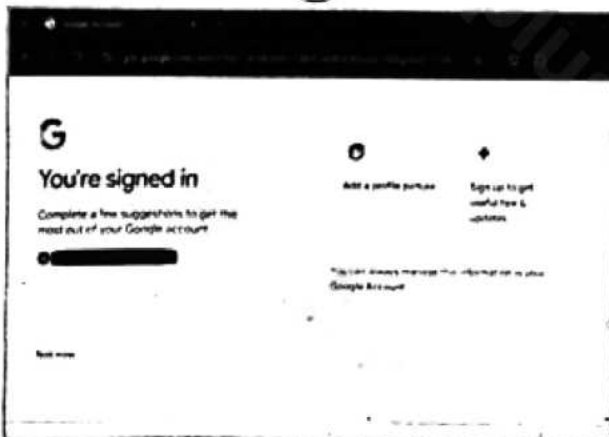 G
You're signed in
Complete a few suggestions to get the
most out of your Google account
Add a profile picture
Sign up to get
useful tips &
updates
You can always manage this information in your
Google Account
Not now